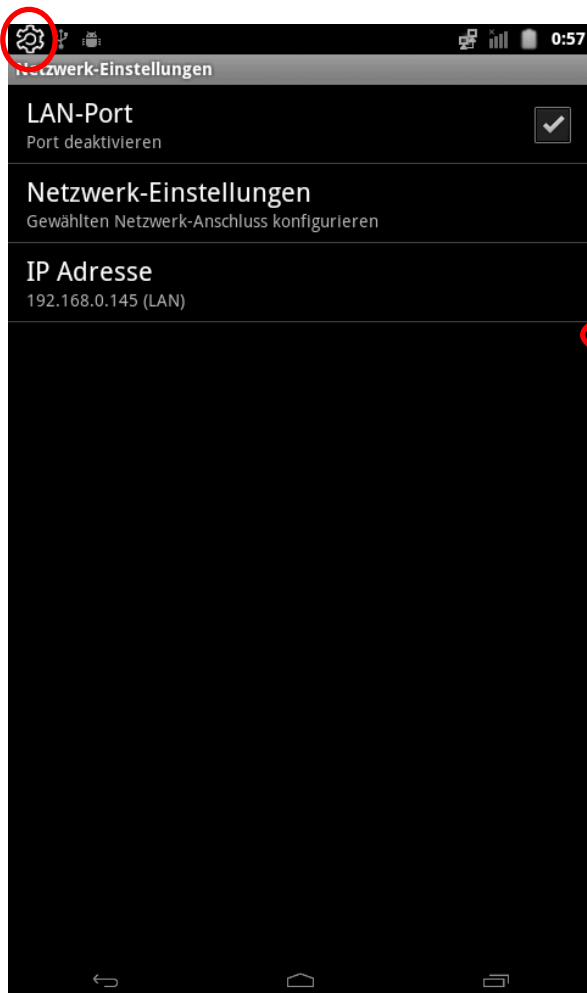 0:57
Netzwerk-Einstellungen
LAN-Port
Port deaktivieren
Netzwerk-Einstellungen
Gewählten Netzwerk-Anschluss konfigurieren
IP Adresse
192.168.0.145 (LAN)